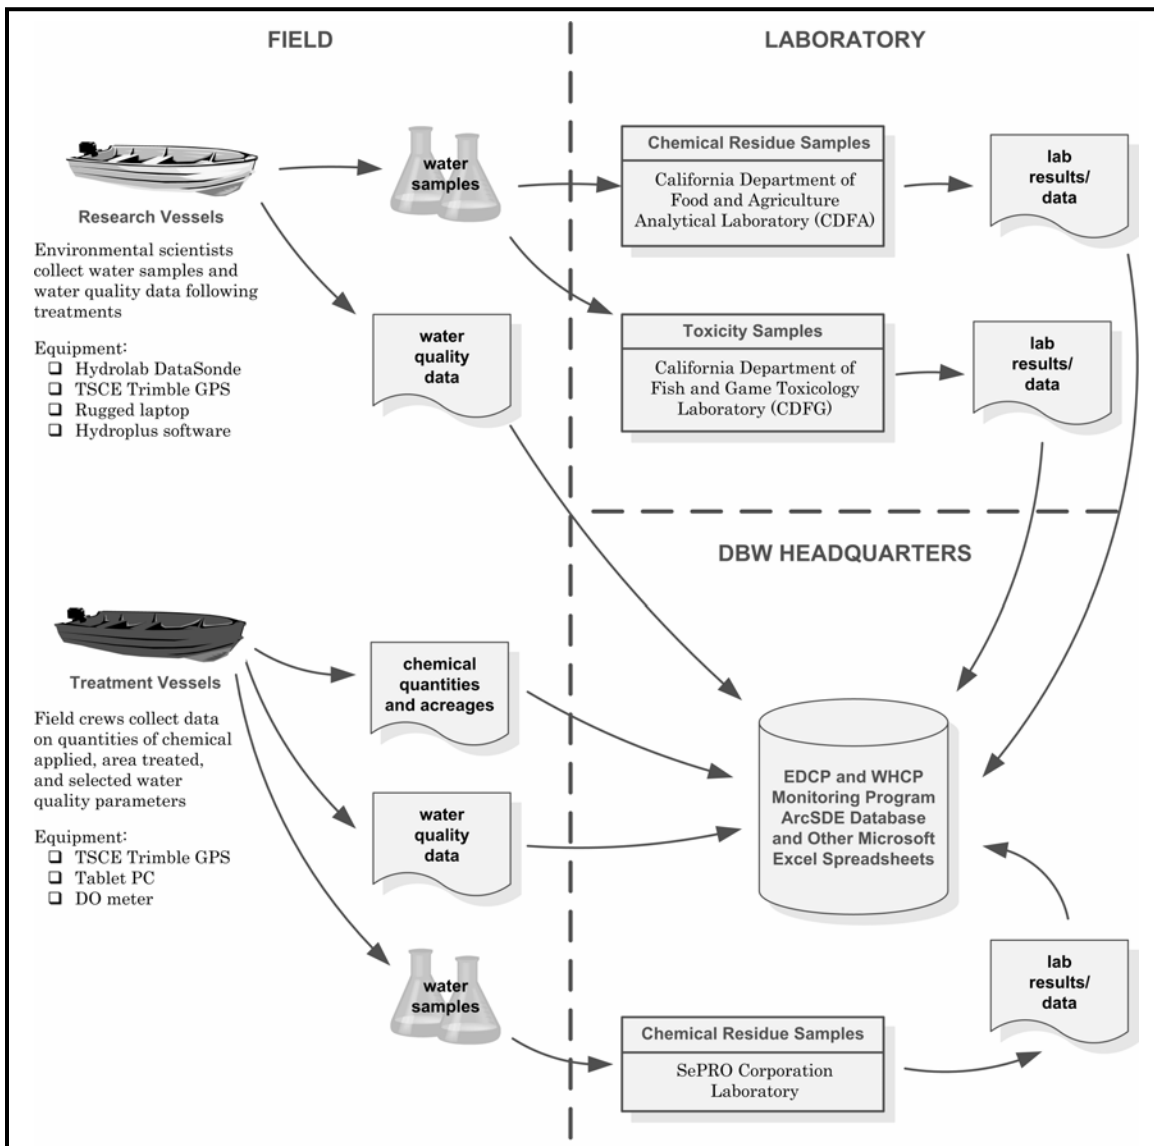 FIELD
LABORATORY
Research Vessels
Environmental scientists
collect water samples and
water quality data following
treatments
Equipment:
❑ Hydrolab DataSonde
❑ TSCE Trimble GPS
❑ Rugged laptop
❑ Hydroplus software
water
samples
water
quality
data
Chemical Residue Samples
California Department of
Food and Agriculture
Analytical Laboratory (CDFA)
lab
results/
data
Toxicity Samples
California Department of
Fish and Game Toxicology
Laboratory (CDFG)
lab
results/
data
DBW HEADQUARTERS
Treatment Vessels
Field crews collect data
on quantities of chemical
applied, area treated,
and selected water
quality parameters
Equipment:
❑ TSCE Trimble GPS
❑ Tablet PC
❑ DO meter
chemical
quantities
and acreages
water
quality
data
water
samples
EDCP and WHCP
Monitoring Program
ArcSDE Database
and Other Microsoft
Excel Spreadsheets
Chemical Residue Samples
SePRO Corporation
Laboratory
lab
results/
data